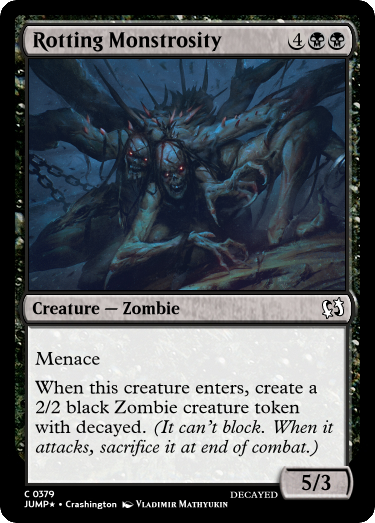 Rotting Monstrosity 4
Creature — Zombie
Menace
When this creature enters, create a
2/2 black Zombie creature token
with decayed. (It can't block. When it
attacks, sacrifice it at end of combat.)
5/3
C 0379 DECAYED
JUMP★ • Crashington Vladimir Mathyukin